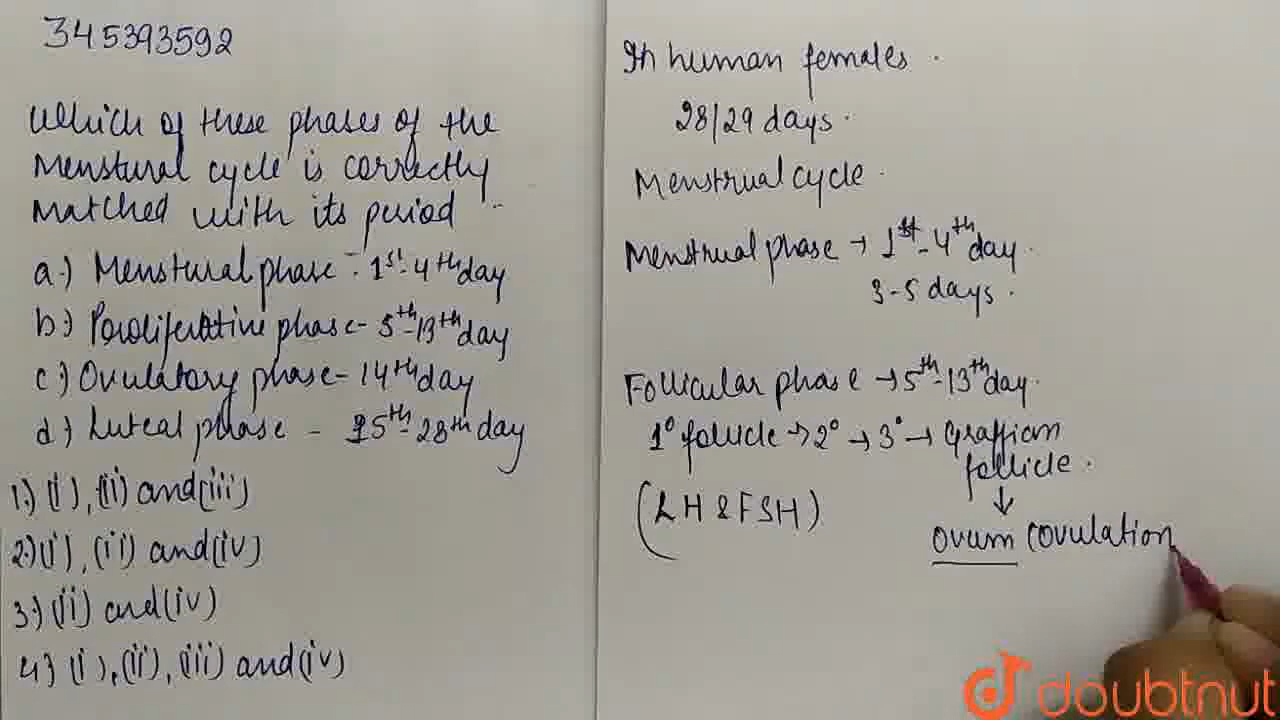 345393592
Which of these phases of the
Menstural cycle is correctly
matched with its period
a.) Menstural phase - 1st-4th day
b.) Poroliferative phase - 5th-13th day
c.) Ovulatory phase - 14th day
d.) Luteal phase - 15th-28th day
1.) (i), (ii) and (iii)
2.) (i), (ii) and (iv)
3.) (ii) and (iv)
4.) (i), (ii), (iii) and (iv)
In human females.
28/29 days.
Menstrual cycle.
Menstrual phase → 1st-4th day.
3-5 days.
Follicular phase → 5th-13th day.
1° follicle → 2° → 3° → Graffian
follicle.
↓
(LH & FSH)
Ovum (ovulation
doubtnut